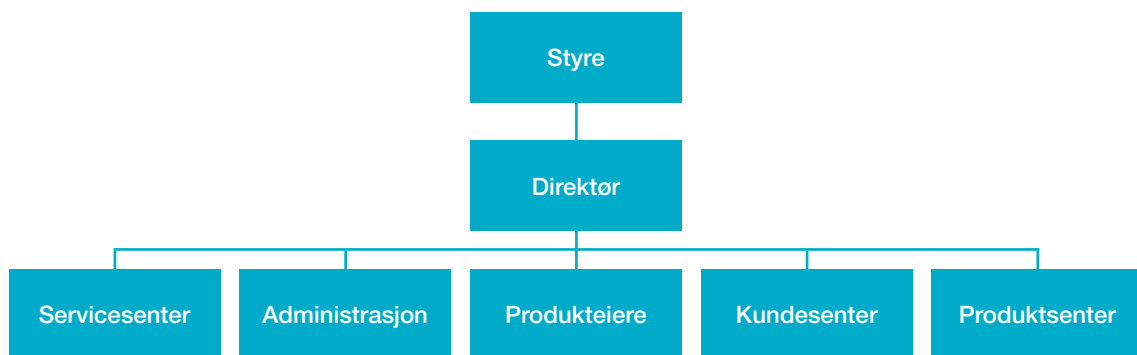 Styre
Direktør
Servicesenter
Administrasjon
Produkteiere
Kundesenter
Produktsenter